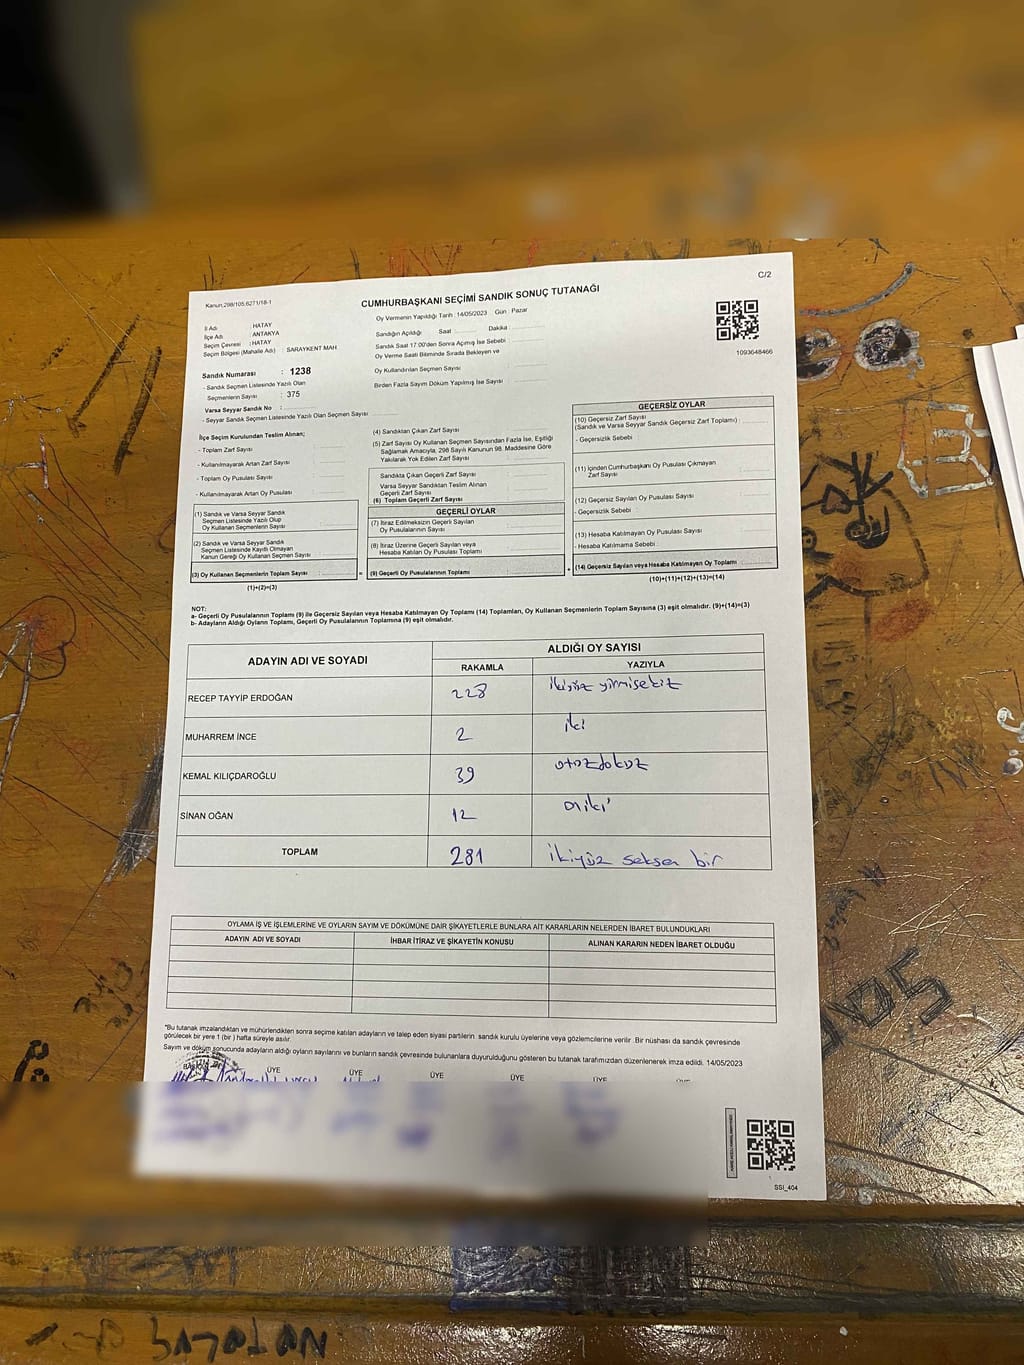 C/2
Kanun.298/105.6271/18-1
CUMHURBAŞKANI SEÇİMİ SANDIK SONUÇ TUTANAĞI
Oy Vermenin Yapıldığı Tarih : 14/05/2023 Gün : Pazar
İl Adı : HATAY
İlçe Adı : ANTAKYA
Seçim Çevresi : HATAY
Seçim Bölgesi (Mahalle Adı) : SARAYKENT MAH.
Sandığın Açıldığı Saat Dakika
Sandık Saat 17:00'den Sonra Açılmış İse Sebebi
Oy Verme Saati Bitiminde Sırada Bekleyen ve
Oy Kullandırılan Seçmen Sayısı
Birden Fazla Sayım Döküm Yapılmış İse Sayısı
1093648466
Sandık Numarası : 1238
- Sandık Seçmen Listesinde Yazılı Olan
Seçmenlerin Sayısı : 375
Varsa Seyyar Sandık No :
- Seyyar Sandık Seçmen Listesinde Yazılı Olan Seçmen Sayısı
İlçe Seçim Kurulundan Teslim Alınan;
- Toplam Zarf Sayısı
- Kullanılmayarak Artan Zarf Sayısı
- Toplam Oy Pusulası Sayısı
- Kullanılmayarak Artan Oy Pusulası
(1) Sandık ve Varsa Seyyar Sandık
Seçmen Listesinde Yazılı Olup
Oy Kullanan Seçmenlerin Sayısı
(2) Sandık ve Varsa Seyyar Sandık
Seçmen Listesinde Kayıtlı Olmayan
Kanun Gereği Oy Kullanan Seçmen Sayısı
(3) Oy Kullanan Seçmenlerin Toplam Sayısı
(1)+(2)=(3)
(4) Sandıktan Çıkan Zarf Sayısı
(5) Zarf Sayısı Oy Kullanan Seçmen Sayısından Fazla İse, Eşitliği
Sağlamak Amacıyla, 298 Sayılı Kanunun 98. Maddesine Göre
Yakılarak Yok Edilen Zarf Sayısı
Sandıkta Çıkan Geçerli Zarf Sayısı
Varsa Seyyar Sandıktan Teslim Alınan
Geçerli Zarf Sayısı
(6) Toplam Geçerli Zarf Sayısı
GEÇERLİ OYLAR
(7) İtiraz Edilmeksizin Geçerli Sayılan
Oy Pusulalarının Sayısı
(8) İtiraz Üzerine Geçerli Sayılan veya
Hesaba Katılan Oy Pusulası Toplamı
= (9) Geçerli Oy Pusulalarının Toplamı +
GEÇERSİZ OYLAR
(10) Geçersiz Zarf Sayısı
(Sandık ve Varsa Seyyar Sandık Geçersiz Zarf Toplamı) :
- Geçersizlik Sebebi
(11) İçinden Cumhurbaşkanı Oy Pusulası Çıkmayan
Zarf Sayısı
(12) Geçersiz Sayılan Oy Pusulası Sayısı
- Geçersizlik Sebebi
(13) Hesaba Katılmayan Oy Pusulası Sayısı
- Hesaba Katılmama Sebebi
(14) Geçersiz Sayılan veya Hesaba Katılmayan Oy Toplamı
(10)+(11)+(12)+(13)=(14)
NOT:
a- Geçerli Oy Pusulalarının Toplamı (9) ile Geçersiz Sayılan veya Hesaba Katılmayan Oy Toplamı (14) Toplamları, Oy Kullanan Seçmenlerin Toplam Sayısına (3) eşit olmalıdır. (9)+(14)=(3)
b- Adayların Aldığı Oyların Toplamı, Geçerli Oy Pusulalarının Toplamına (9) eşit olmalıdır.
ADAYIN ADI VE SOYADI ALDIĞI OY SAYISI
RAKAMLA YAZIYLA
RECEP TAYYİP ERDOĞAN 228 ikiyüz yirmisekiz
MUHARREM İNCE 2 iki
KEMAL KILIÇDAROĞLU 39 otuzdokuz
SİNAN OĞAN 12 oniki
TOPLAM 281 ikiyüz seksen bir
OYLAMA İŞ VE İŞLEMLERİNE VE OYLARIN SAYIM VE DÖKÜMÜNE DAİR ŞİKAYETLERLE BUNLARA AİT KARARLARIN NELERDEN İBARET BULUNDUKLARI
ADAYIN ADI VE SOYADI İHBAR İTİRAZ VE ŞİKAYETİN KONUSU ALINAN KARARIN NEDEN İBARET OLDUĞU
"Bu tutanak imzalandıktan ve mühürlendikten sonra seçime katılan adayların ve talep eden siyasi partilerin sandık kurulu üyelerine veya gözlemcilerine verilir. Bir nüshası da sandık çevresinde
görülecek bir yere 1 (bir) hafta süreyle asılır.
Sayım ve döküm sonucunda adayların aldığı oyların sayılarını ve bunların sandık çevresinde bulunanlara duyurulduğunu gösteren bu tutanak tarafımızdan düzenlenerek imza edildi. 14/05/2023
BAŞKAN ÜYE ÜYE ÜYE ÜYE ÜYE ÜYE
SSI_404